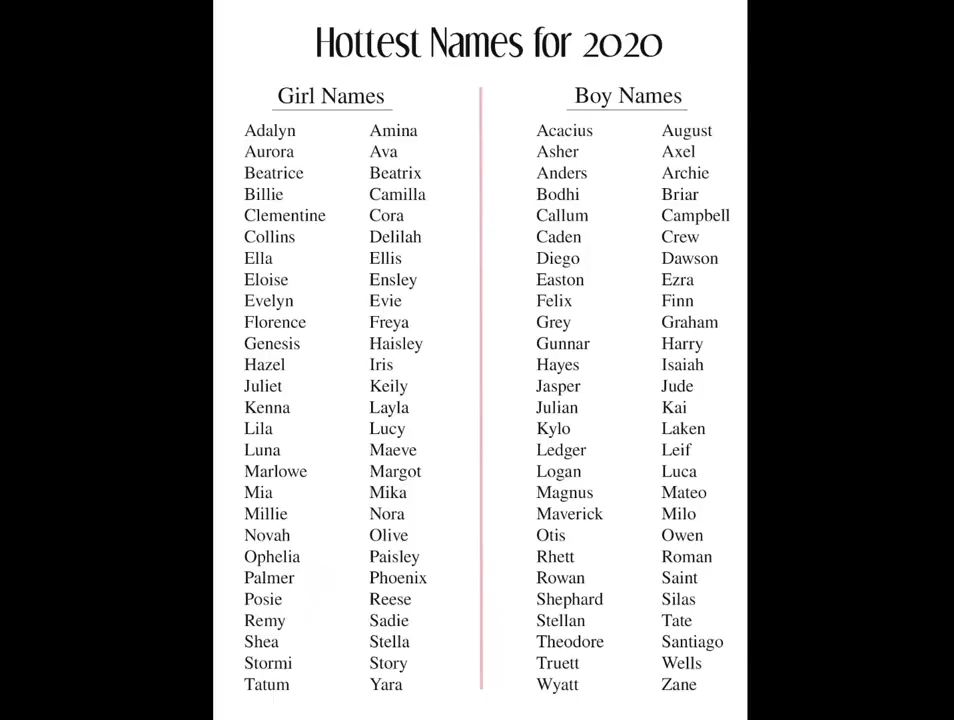 Hottest Names for 2020
Girl Names
Adalyn Amina
Aurora Ava
Beatrice Beatrix
Billie Camilla
Clementine Cora
Collins Delilah
Ella Ellis
Eloise Ensley
Evelyn Evie
Florence Freya
Genesis Haisley
Hazel Iris
Juliet Keily
Kenna Layla
Lila Lucy
Luna Maeve
Marlowe Margot
Mia Mika
Millie Nora
Novah Olive
Ophelia Paisley
Palmer Phoenix
Posie Reese
Remy Sadie
Shea Stella
Stormi Story
Tatum Yara
Boy Names
Acacius August
Asher Axel
Anders Archie
Bodhi Briar
Callum Campbell
Caden Crew
Diego Dawson
Easton Ezra
Felix Finn
Grey Graham
Gunnar Harry
Hayes Isaiah
Jasper Jude
Julian Kai
Kylo Laken
Ledger Leif
Logan Luca
Magnus Mateo
Maverick Milo
Otis Owen
Rhett Roman
Rowan Saint
Shephard Silas
Stellan Tate
Theodore Santiago
Truett Wells
Wyatt Zane